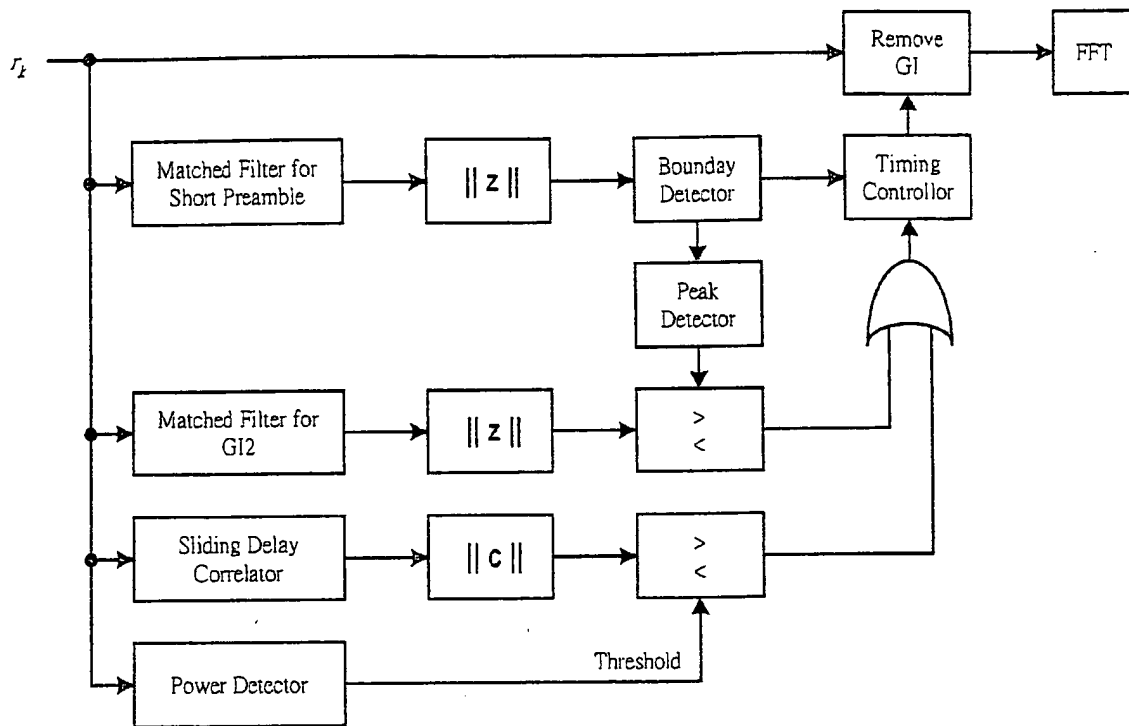 Remove
GI
FFT
r_k
Matched Filter for
Short Preamble
|| z ||
Bounday
Detector
Timing
Controllor
Peak
Detector
Matched Filter for
GI2
|| z ||
>
<
Sliding Delay
Correlator
|| c ||
>
<
Power Detector
Threshold